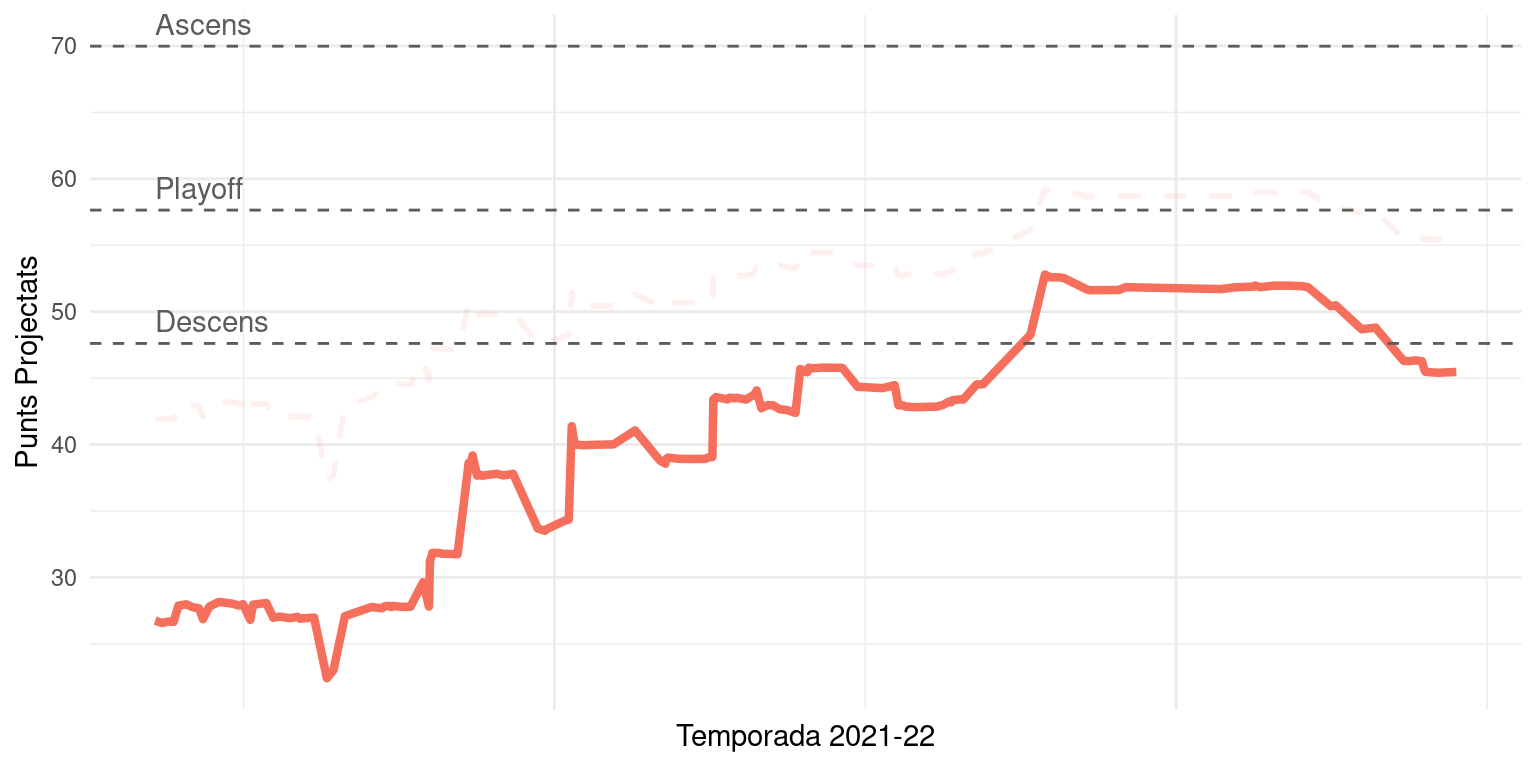 Ascens
70
60
Playoff
50
Descens
40
30
Punts Projectats
Temporada 2021-22